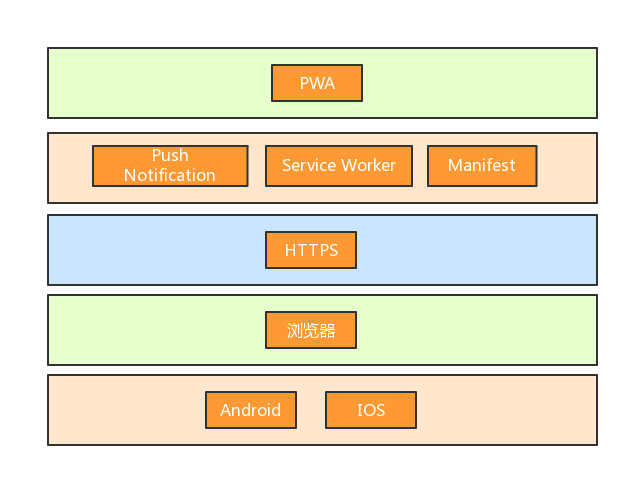 PWA
Push
Notification
Service Worker
Manifest
HTTPS
浏览器
Android
IOS